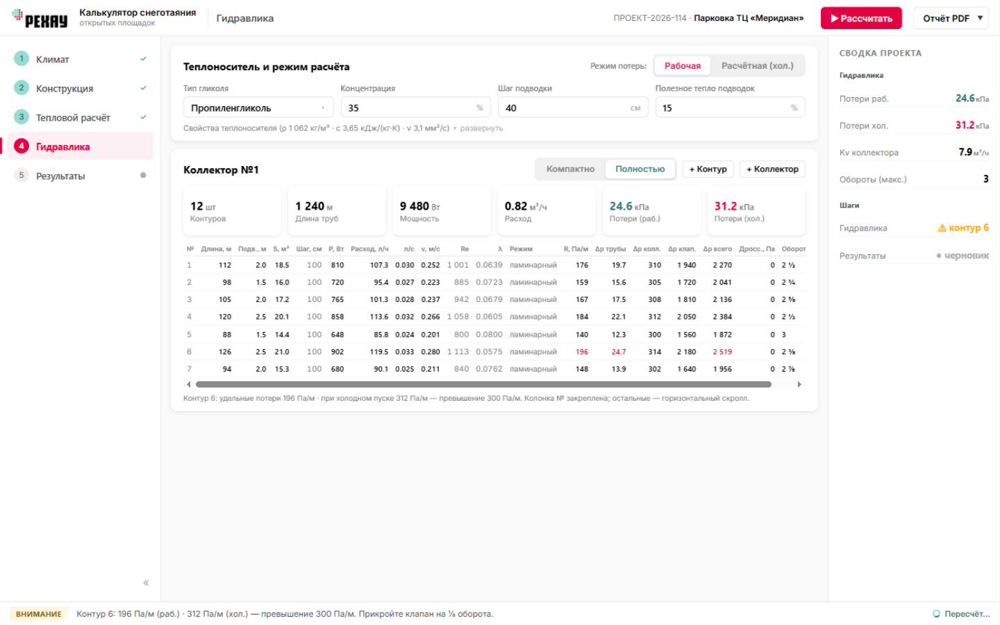 РЕХАУ
Калькулятор снеготаяния
открытых площадок
Гидравлика
ПРОЕКТ-2026-114 · Парковка ТЦ «Меридиан»
Рассчитать
Отчёт PDF
1 Климат
2 Конструкция
3 Тепловой расчёт
4 Гидравлика
5 Результаты
Теплоноситель и режим расчёта
Режим потерь: Рабочая Расчётная (хол.)
Тип гликоля Концентрация Шаг подводки Полезное тепло подводок
Пропиленгликоль 35 % 40 см 15 %
Свойства теплоносителя (ρ 1 062 кг/м³ · c 3,65 кДж/(кг·К) · ν 3,1 мм²/с) развернуть
Коллектор №1
Компактно Полностью + Контур + Коллектор
12 шт 1 240 м 9 480 Вт 0.82 м³/ч 24.6 кПа 31.2 кПа
Контуров Длина труб Мощность Расход Потери (раб.) Потери (хол.)
№ Длина, м Подв., м S, м² Шаг, см P, Вт Расход, л/ч л/с v, м/с Re λ Режим R, Па/м Δp трубы Δp колл. Δp клап. Δp всего Дросс., Па Оборот
1 112 2.0 18.5 100 810 107.3 0.030 0.252 1 001 0.0639 ламинарный 176 19.7 310 1 940 2 270 0 2 ½
2 98 1.5 16.0 100 720 95.4 0.027 0.223 885 0.0723 ламинарный 159 15.6 305 1 720 2 041 0 2 ¾
3 105 2.0 17.2 100 765 101.3 0.028 0.237 942 0.0679 ламинарный 167 17.5 308 1 810 2 136 0 2 ⅝
4 120 2.5 20.1 100 858 113.6 0.032 0.266 1 058 0.0605 ламинарный 184 22.1 312 2 050 2 384 0 2 ½
5 88 1.5 14.4 100 648 85.8 0.024 0.201 800 0.0800 ламинарный 140 12.3 300 1 560 1 872 0 3
6 126 2.5 21.0 100 902 119.5 0.033 0.280 1 113 0.0575 ламинарный 196 24.7 314 2 180 2 519 0 2 ⅜
7 94 2.0 15.3 100 680 90.1 0.025 0.211 840 0.0762 ламинарный 148 13.9 302 1 640 1 956 0 2 ⅞
Контур 6: удельные потери 196 Па/м · при холодном пуске 312 Па/м — превышение 300 Па/м. Колонка № закреплена; остальные — горизонтальный скролл.
СВОДКА ПРОЕКТА
Гидравлика
Потери раб. 24.6 кПа
Потери хол. 31.2 кПа
Kv коллектора 7.9 м³/ч
Обороты (макс.) 3
Шаги
Гидравлика ⚠ контур 6
Результаты ● черновик
«
ВНИМАНИЕ Контур 6: 196 Па/м (раб.) · 312 Па/м (хол.) — превышение 300 Па/м. Прикройте клапан на ⅛ оборота.
Пересчёт...